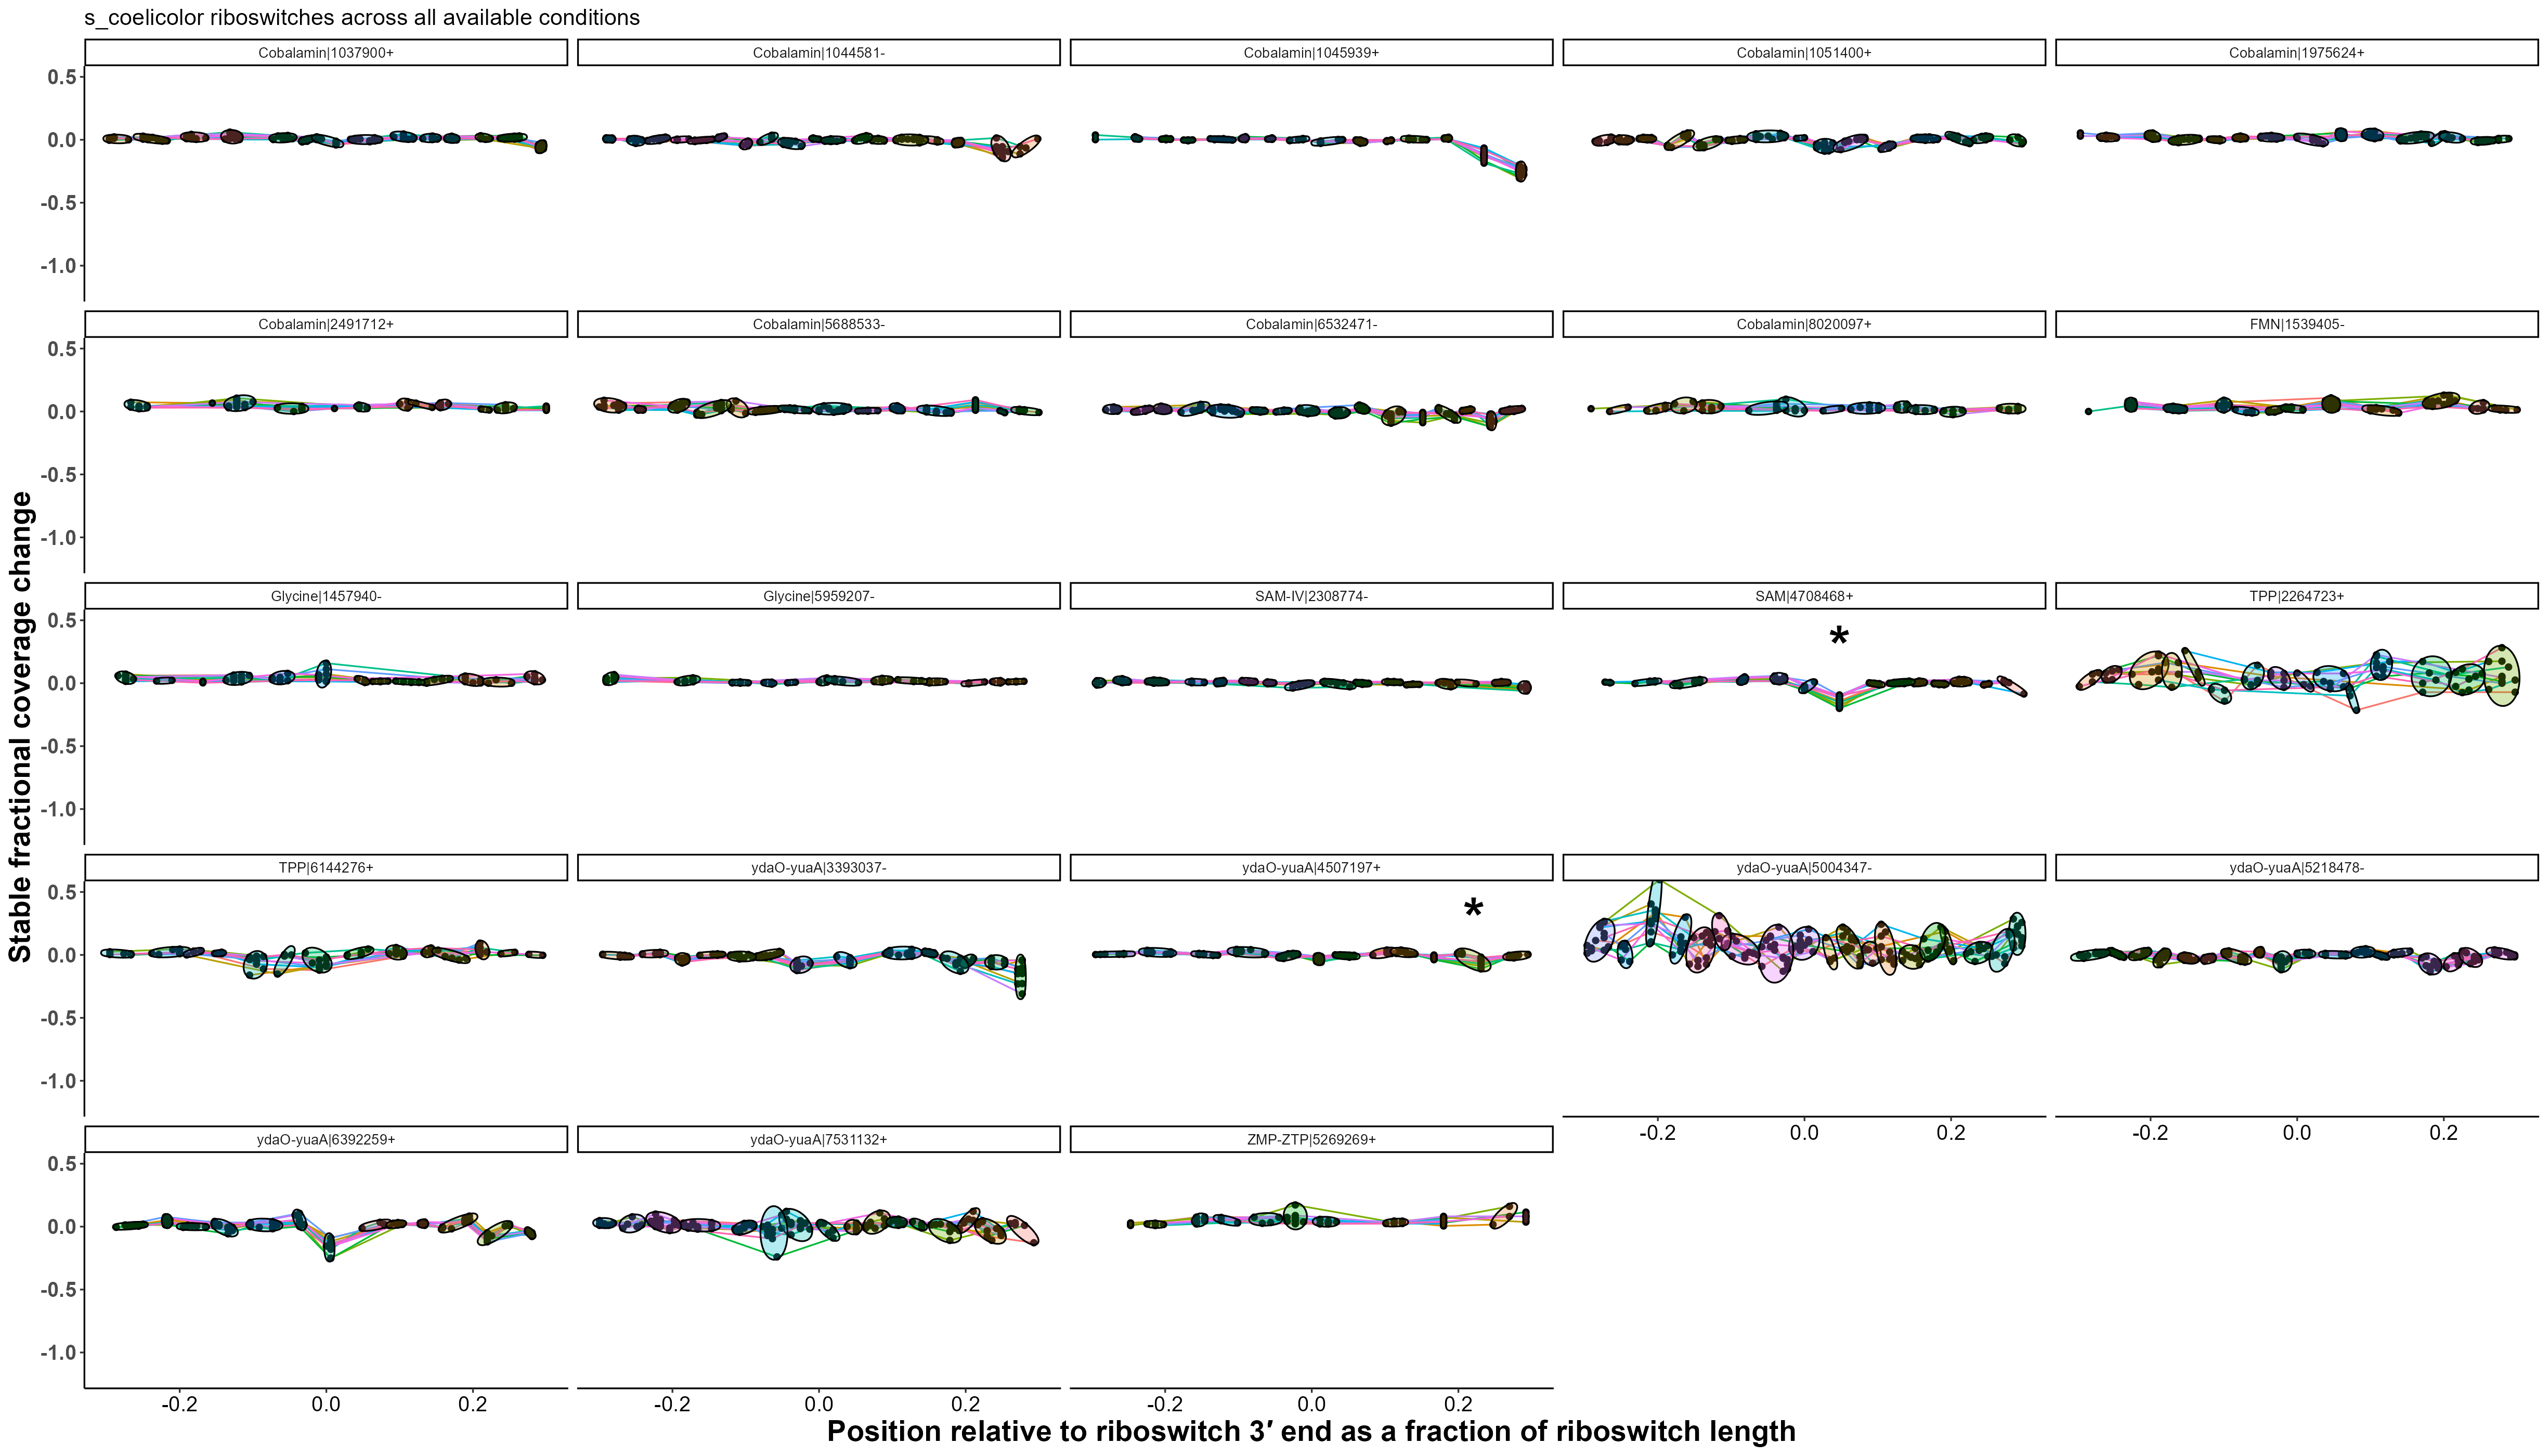 s_coelicolor riboswitches across all available conditions
Cobalamin|1037900+
Cobalamin|1044581-
Cobalamin|1045939+
Cobalamin|1051400+
Cobalamin|1975624+
0.5
0.0
-0.5
-1.0
Cobalamin|2491712+
Cobalamin|5688533-
Cobalamin|6532471-
Cobalamin|8020097+
FMN|1539405-
0.5
0.0
-0.5
-1.0
Glycine|1457940-
Glycine|5959207-
SAM-IV|2308774-
SAM|4708468+
TPP|2264723+
0.5
0.0
-0.5
-1.0
*
TPP|6144276+
ydaO-yuaA|3393037-
ydaO-yuaA|4507197+
ydaO-yuaA|5004347-
ydaO-yuaA|5218478-
0.5
0.0
-0.5
-1.0
*
-0.2 0.0 0.2
-0.2 0.0 0.2
ydaO-yuaA|6392259+
ydaO-yuaA|7531132+
ZMP-ZTP|5269269+
0.5
0.0
-0.5
-1.0
-0.2 0.0 0.2
-0.2 0.0 0.2
-0.2 0.0 0.2
Stable fractional coverage change
Position relative to riboswitch 3′ end as a fraction of riboswitch length